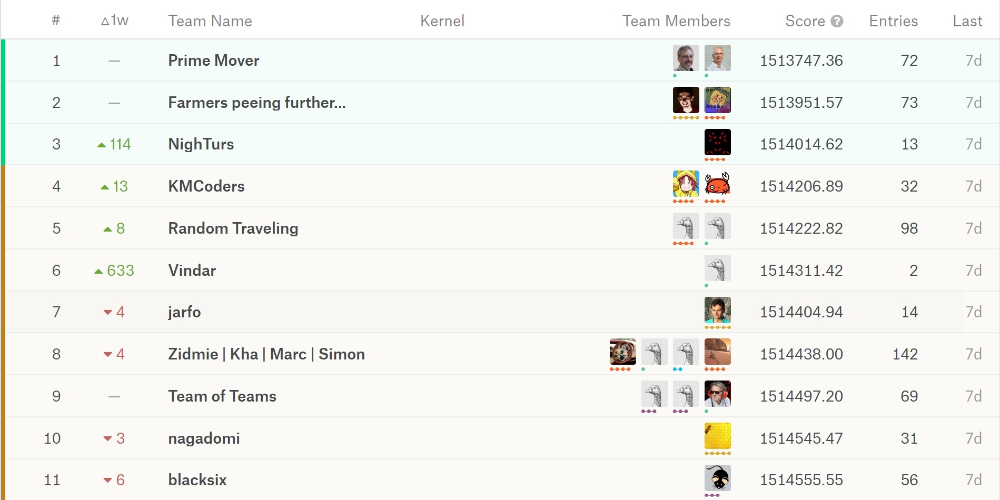 # △1w Team Name Kernel Team Members Score ? Entries Last
1 — Prime Mover 1513747.36 72 7d
2 — Farmers peeing further... PP Amálka inside 1513951.57 73 7d
3 ▲ 114 NighTurs 1514014.62 13 7d
4 ▲ 13 KMCoders 1514206.89 32 7d
5 ▲ 8 Random Traveling 1514222.82 98 7d
6 ▲ 633 Vindar 1514311.42 2 7d
7 ▼ 4 jarfo 1514404.94 14 7d
8 ▼ 4 Zidmie | Kha | Marc | Simon 1514438.00 142 7d
9 — Team of Teams 1514497.20 69 7d
10 ▼ 3 nagadomi 1514545.47 31 7d
11 ▼ 6 blacksix 1514555.55 56 7d